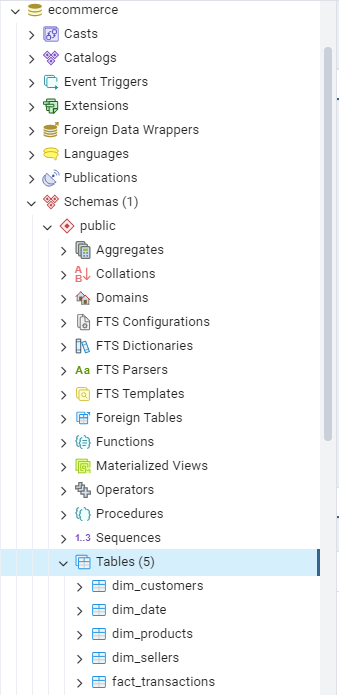 ecommerce
Casts
Catalogs
Event Triggers
Extensions
Foreign Data Wrappers
Languages
Publications
Schemas (1)
public
Aggregates
Collations
Domains
FTS Configurations
FTS Dictionaries
Aa FTS Parsers
FTS Templates
Foreign Tables
Functions
Materialized Views
Operators
Procedures
1..3 Sequences
Tables (5)
dim_customers
dim_date
dim_products
dim_sellers
fact_transactions